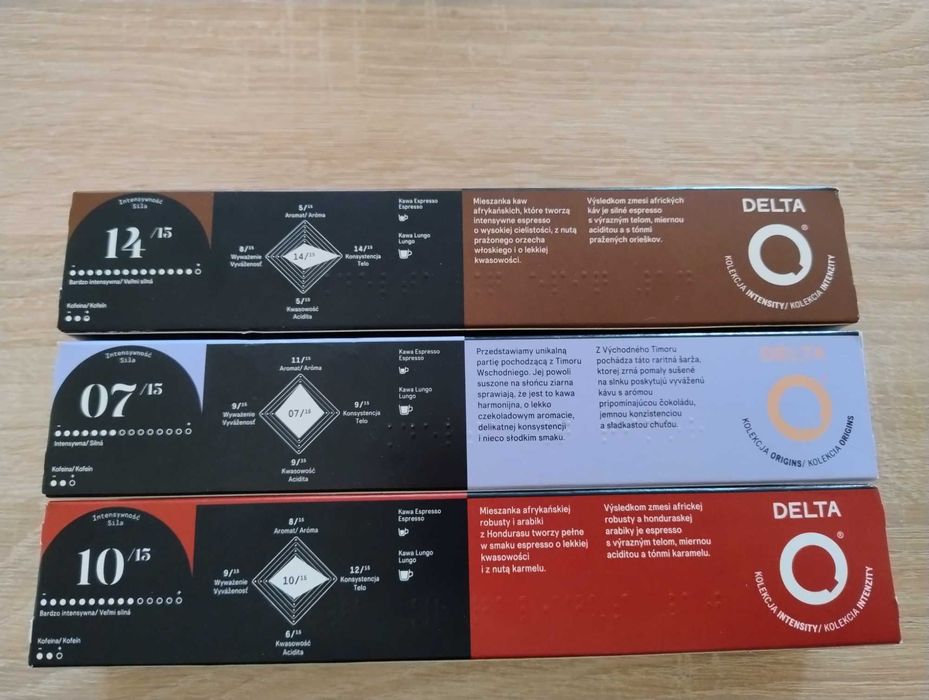 Intensywność
Sila
14/15
- +
Bardzo intensywna/ Veľmi silná
Kofeina/ Kofeín
- +
5/15
Aromat/ Aróma
Wyważenie
Vyváženosť
14/15
14/15
Konsystencja
Telo
5/15
Kwasowość
Acidita
Kawa Espresso
Espresso
Kawa Lungo
Lungo
Mieszanka kaw
afrykańskich, które tworzą
intensywne espresso
o wysokiej cielistości, z nutą
prażonego orzecha
włoskiego i o lekkiej
kwasowości.
Výsledkom zmesi afrických
káv je silné espresso
s výrazným telom, miernou
aciditou a s tónmi
pražených orieškov.
DELTA
Q®
KOLEKCJA INTENSITY/ KOLEKCIA INTENZITY
Intensywność
Sila
07/15
- +
Intensywna/ Silná
Kofeina/ Kofeín
- +
11/15
Aromat/ Aróma
9/15
Wyważenie
Vyváženosť
07/15
9/15
Konsystencja
Telo
9/15
Kwasowość
Acidita
Kawa Espresso
Espresso
Kawa Lungo
Lungo
Przedstawiamy unikalną
partię pochodzącą z Timoru
Wschodniego. Jej powoli
suszone na słońcu ziarna
sprawiają, że jest to kawa
harmonijna, o lekko
czekoladowym aromacie,
delikatnej konsystencji
i nieco słodkim smaku.
Z Východného Timoru
pochádza táto raritná šarža,
ktorej zrná pomaly sušené
na slnku poskytujú vyváženú
kávu s arómou
pripomínajúcou čokoládu,
jemnou konzistenciou
a sladkastou chuťou.
DELTA
Q®
KOLEKCJA ORIGINS/ KOLEKCIA ORIGINS
Intensywność
Sila
10/15
- +
Bardzo intensywna/ Veľmi silná
Kofeina/ Kofeín
- +
8/15
Aromat/ Aróma
9/15
Wyważenie
Vyváženosť
10/15
12/15
Konsystencja
Telo
6/15
Kwasowość
Acidita
Kawa Espresso
Espresso
Kawa Lungo
Lungo
Mieszanka afrykańskiej
robusty i arabiki
z Hondurasu tworzy pełne
w smaku espresso o lekkiej
kwasowości
i z nutą karmelu.
Výsledkom zmesi africkej
robusty a honduraskej
arabiky je espresso
s výrazným telom, miernou
aciditou a tónmi karamelu.
DELTA
Q®
KOLEKCJA INTENSITY/ KOLEKCIA INTENZITY